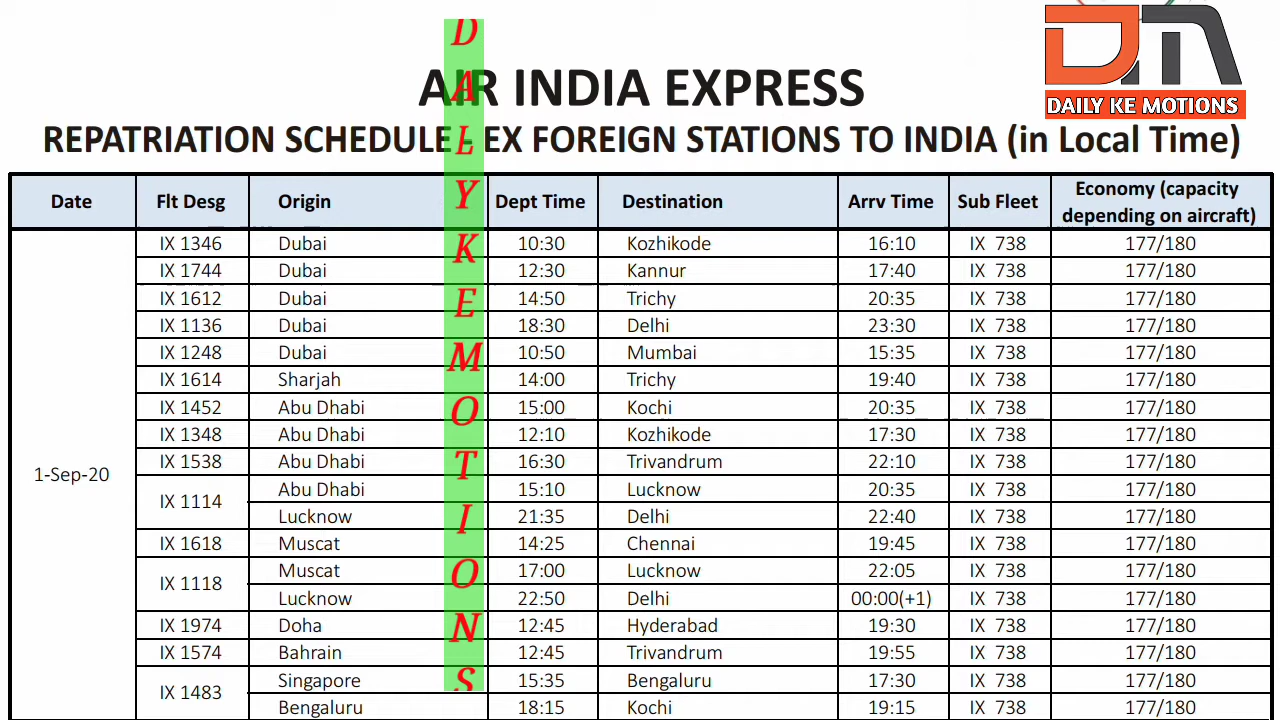 DM
DAILY KE MOTIONS
AIR INDIA EXPRESS
REPATRIATION SCHEDULE - EX FOREIGN STATIONS TO INDIA (in Local Time)
Date Flt Desg Origin Dept Time Destination Arrv Time Sub Fleet Economy (capacity depending on aircraft)
1-Sep-20
IX 1346 Dubai 10:30 Kozhikode 16:10 IX 738 177/180
IX 1744 Dubai 12:30 Kannur 17:40 IX 738 177/180
IX 1612 Dubai 14:50 Trichy 20:35 IX 738 177/180
IX 1136 Dubai 18:30 Delhi 23:30 IX 738 177/180
IX 1248 Dubai 10:50 Mumbai 15:35 IX 738 177/180
IX 1614 Sharjah 14:00 Trichy 19:40 IX 738 177/180
IX 1452 Abu Dhabi 15:00 Kochi 20:35 IX 738 177/180
IX 1348 Abu Dhabi 12:10 Kozhikode 17:30 IX 738 177/180
IX 1538 Abu Dhabi 16:30 Trivandrum 22:10 IX 738 177/180
IX 1114 Abu Dhabi 15:10 Lucknow 20:35 IX 738 177/180
Lucknow 21:35 Delhi 22:40 IX 738 177/180
IX 1618 Muscat 14:25 Chennai 19:45 IX 738 177/180
IX 1118 Muscat 17:00 Lucknow 22:05 IX 738 177/180
Lucknow 22:50 Delhi 00:00(+1) IX 738 177/180
IX 1974 Doha 12:45 Hyderabad 19:30 IX 738 177/180
IX 1574 Bahrain 12:45 Trivandrum 19:55 IX 738 177/180
IX 1483 Singapore 15:35 Bengaluru 17:30 IX 738 177/180
Bengaluru 18:15 Kochi 19:15 IX 738 177/180
DALYKEMOTIONS